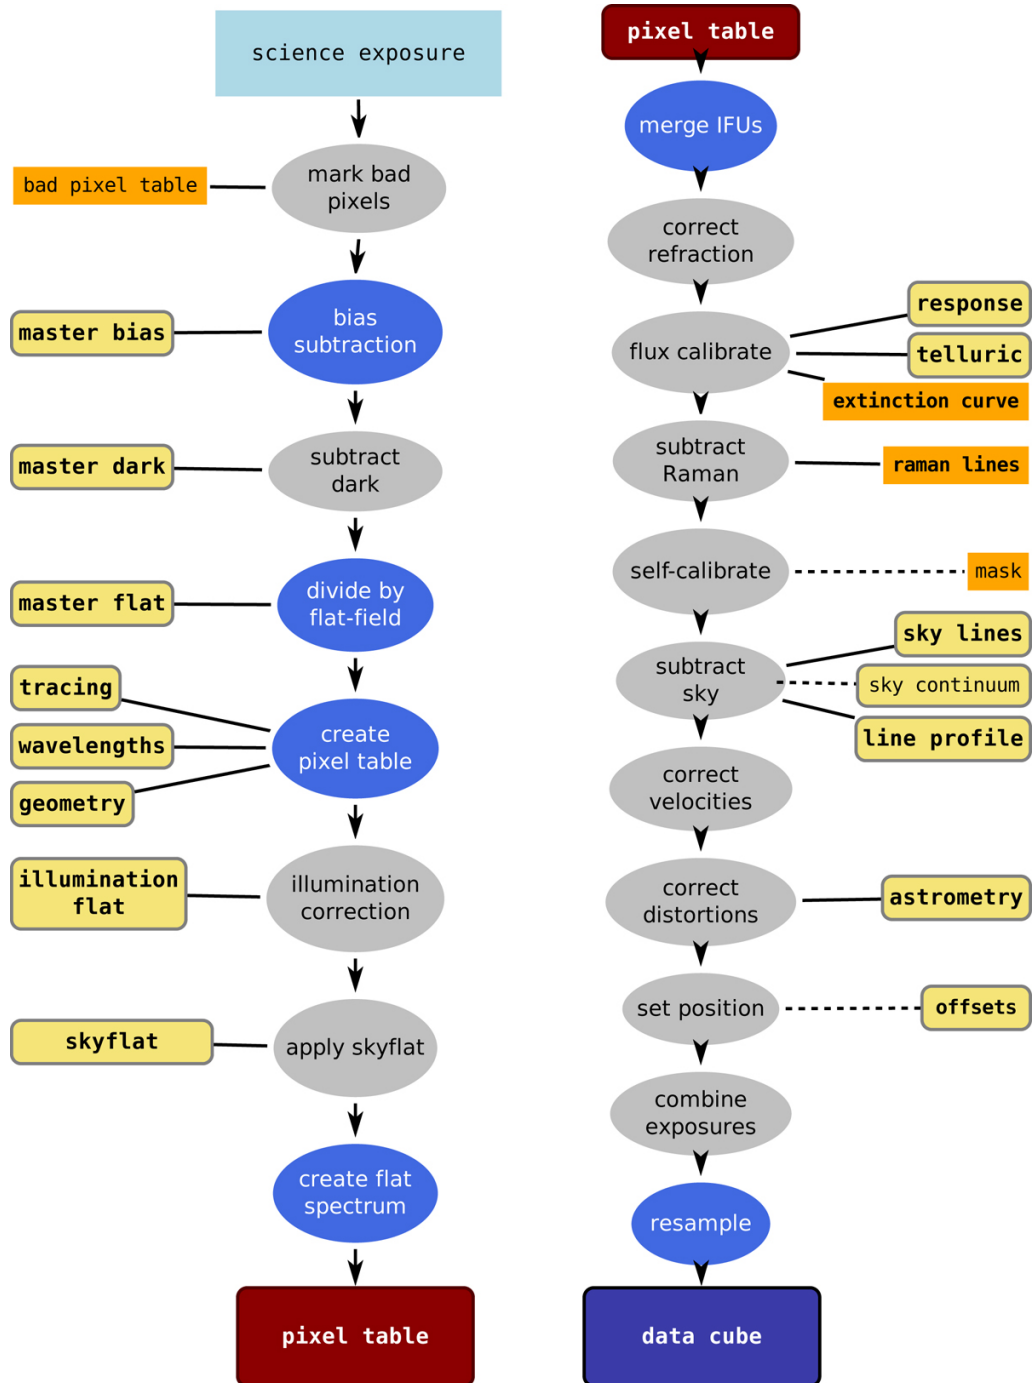 science exposure
bad pixel table
mark bad
pixels
master bias
bias
subtraction
master dark
subtract
dark
master flat
divide by
flat-field
tracing
wavelengths
geometry
create
pixel table
illumination
flat
illumination
correction
skyflat
apply skyflat
create flat
spectrum
pixel table
pixel table
merge IFUs
correct
refraction
flux calibrate
response
telluric
extinction curve
subtract
Raman
raman lines
self-calibrate
mask
subtract
sky
sky lines
sky continuum
line profile
correct
velocities
correct
distortions
astrometry
set position
offsets
combine
exposures
resample
data cube